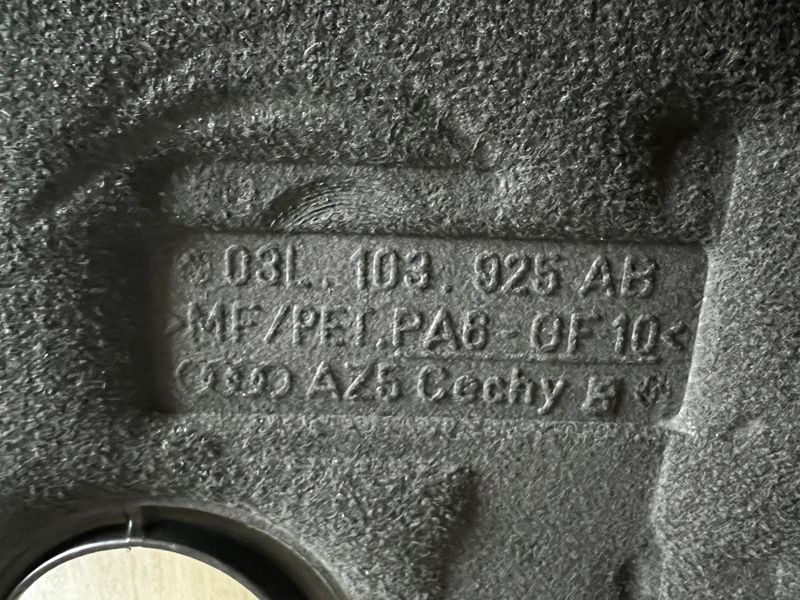 03L. 103. 925 AB
>MF/PET.PA6-GF10<
AZ5 Cechy